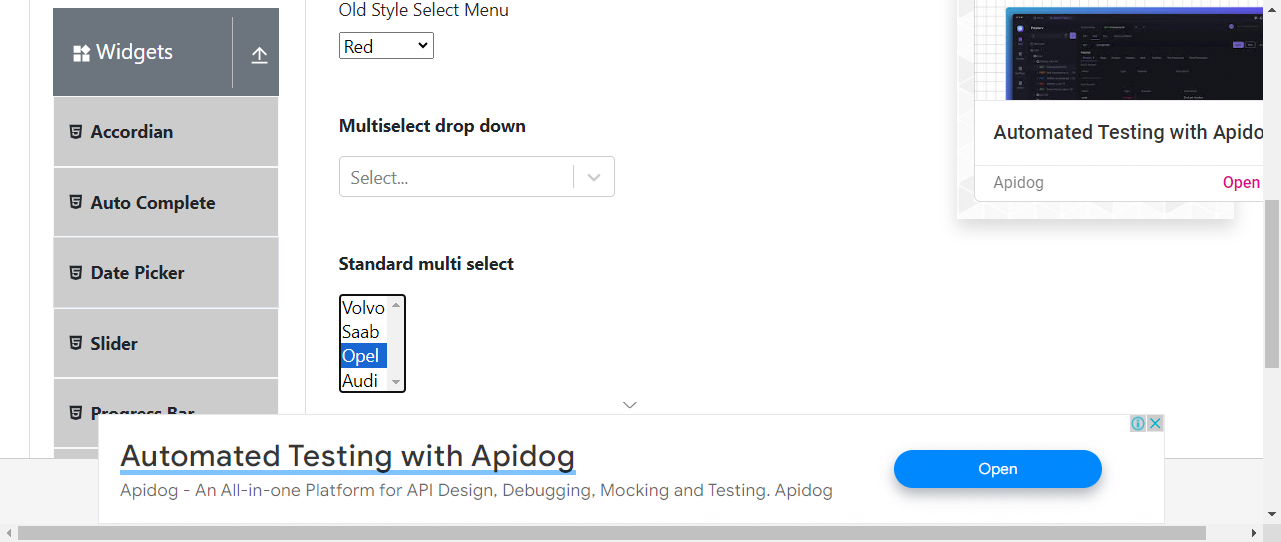 Old Style Select Menu
Red
Widgets
Accordian
Auto Complete
Date Picker
Slider
Progress Bar
Multiselect drop down
Select...
Standard multi select
Volvo
Saab
Opel
Audi
Automated Testing with Apido
Apidog
Open
Automated Testing with Apidog
Apidog - An All-in-one Platform for API Design, Debugging, Mocking and Testing. Apidog
Open